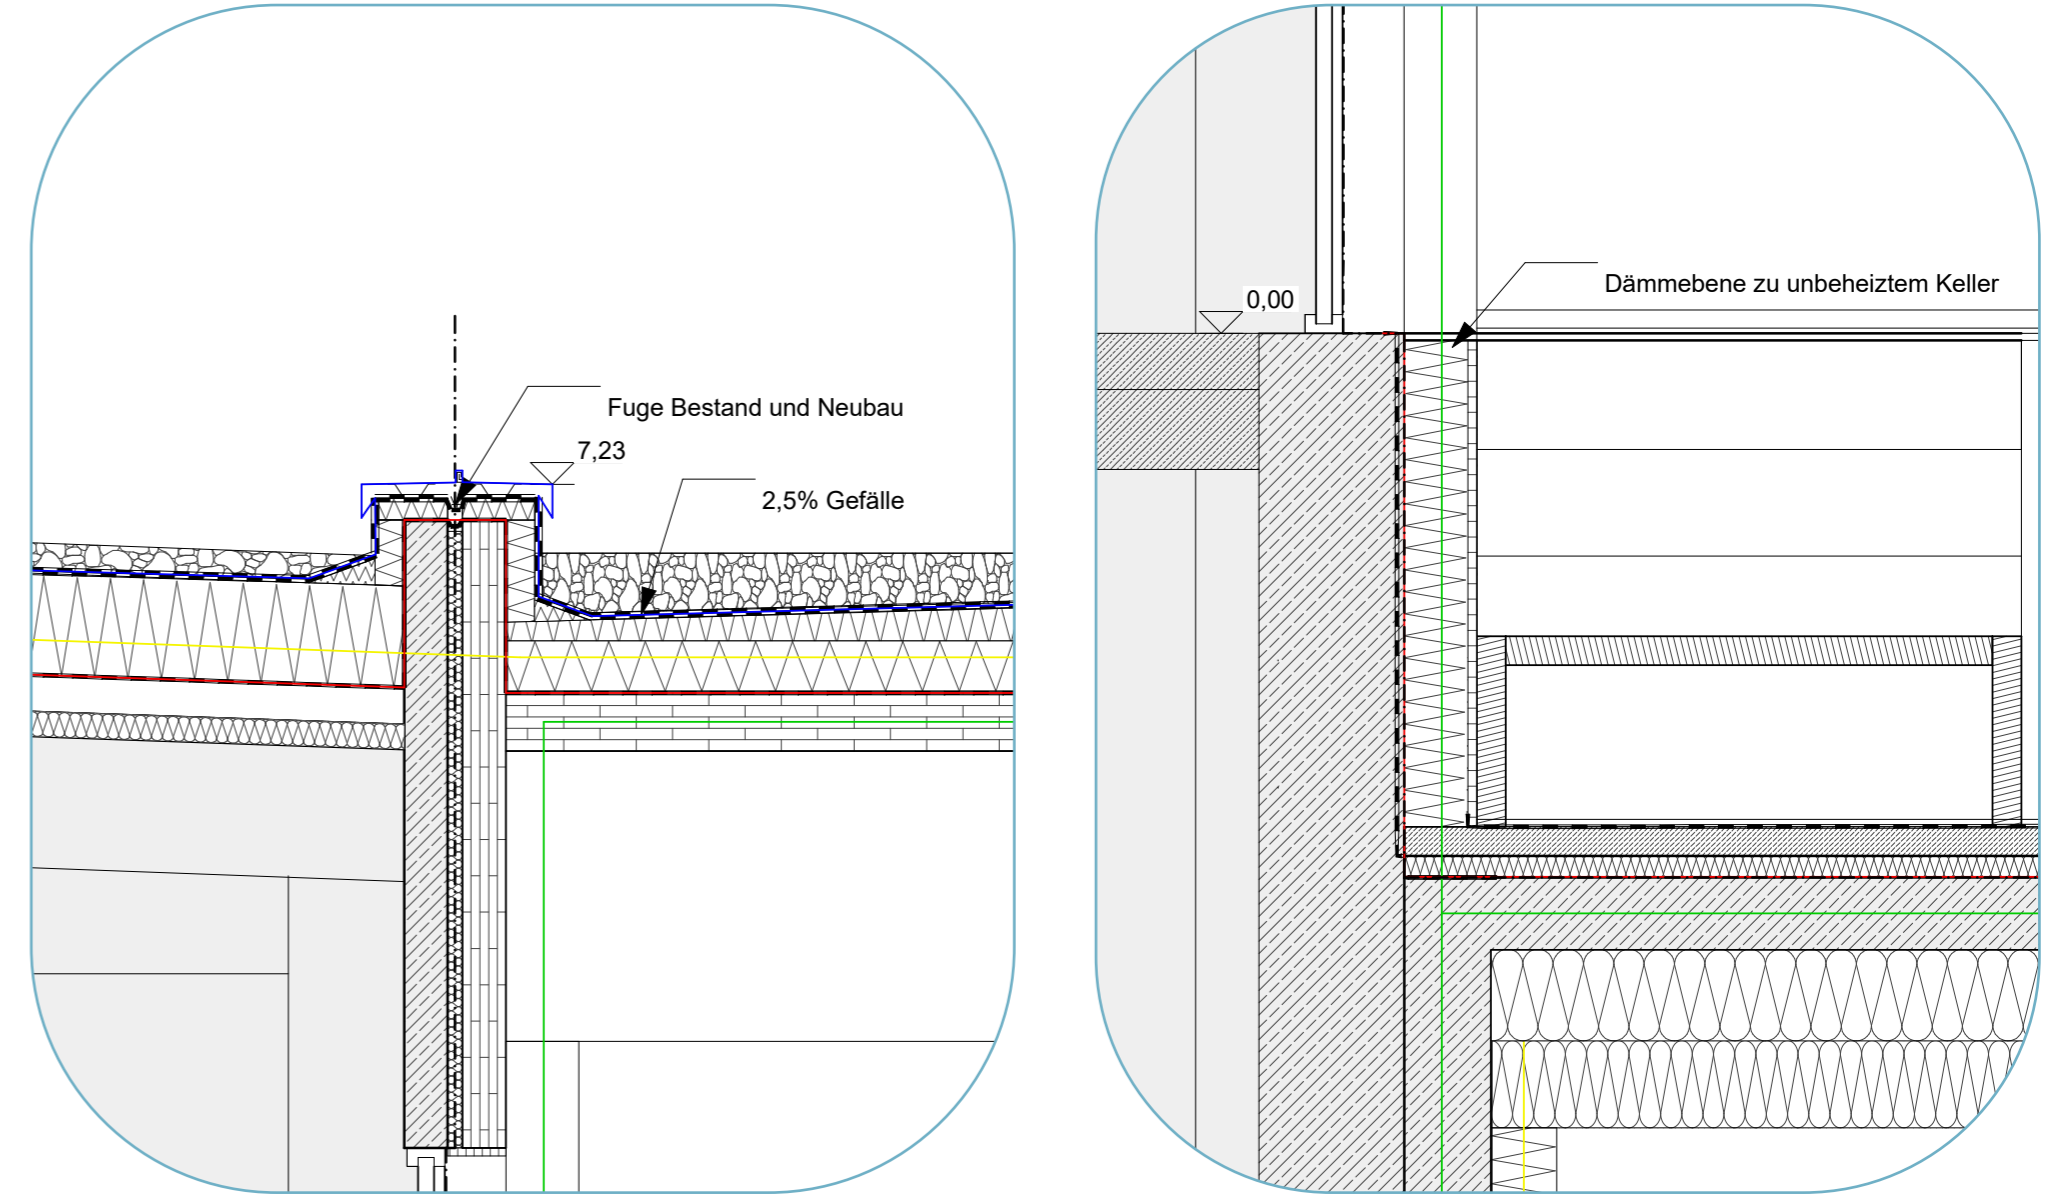 Fuge Bestand und Neubau
7,23
2,5% Gefälle
0,00
Dämmebene zu unbeheiztem Keller